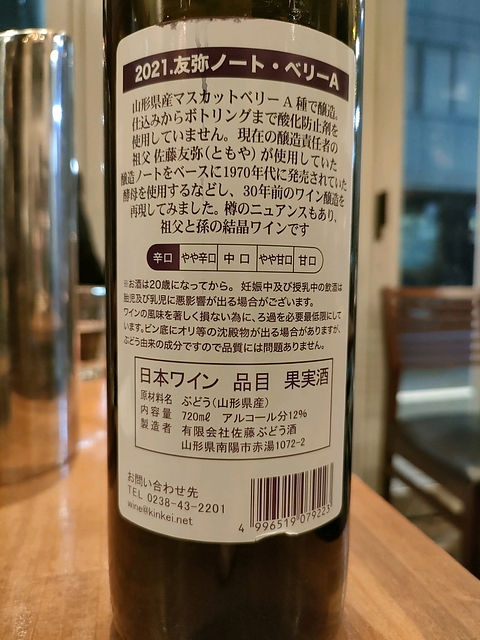 2021.友弥ノート・ベリーA
山形県産マスカットベリーA種で醸造。
仕込みからボトリングまで酸化防止剤を
使用していません。現在の醸造責任者の
祖父 佐藤友弥(ともや)が使用していた
醸造ノートをベースに1970年代に発売されていた
酵母を使用するなどし、30年前のワイン醸造を
再現してみました。樽のニュアンスもあり、
祖父と孫の結晶ワインです
辛口 やや辛口 中口 やや甘口 甘口
※お酒は20歳になってから。妊娠中及び授乳中の飲酒は
胎児及び乳児に悪影響が出る場合がございます。
ワインの風味を著しく損ない為に、ろ過を必要最低限にして
います。ビン底にオリ等の沈殿物が出る場合がありますが、
ぶどう由来の成分ですので品質には問題ありません。
日本ワイン 品目 果実酒
原材料名 ぶどう(山形県産)
内容量 720mℓ アルコール分12%
製造者 有限会社佐藤ぶどう酒
山形県南陽市赤湯1072-2
お問い合わせ先
TEL 0238-43-2201
wine@kinkei.net
4 996519 079223